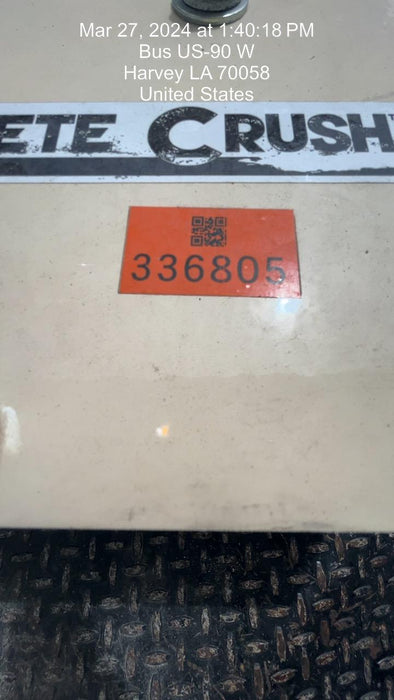 Mar 27, 2024 at 1:40:18 PM
Bus US-90 W
Harvey LA 70058
United States
ETE CRUSH
336805